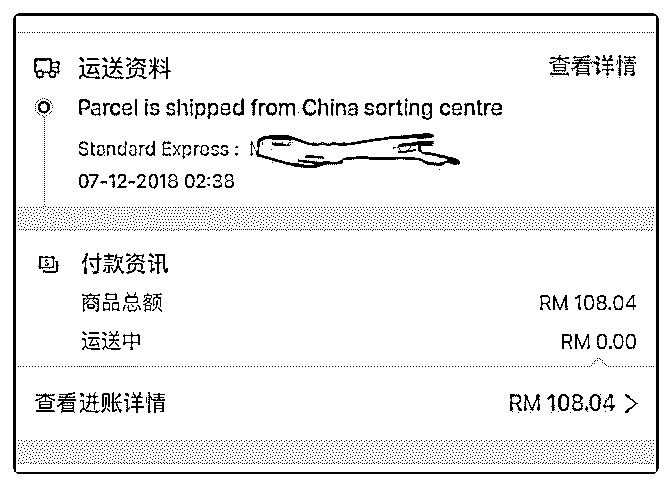 运送资料 查看详情
Parcel is shipped from China sorting centre
Standard Express :
07-12-2018 02:38
付款资讯
商品总额 RM 108.04
运送中 RM 0.00
查看进账详情 RM 108.04 >